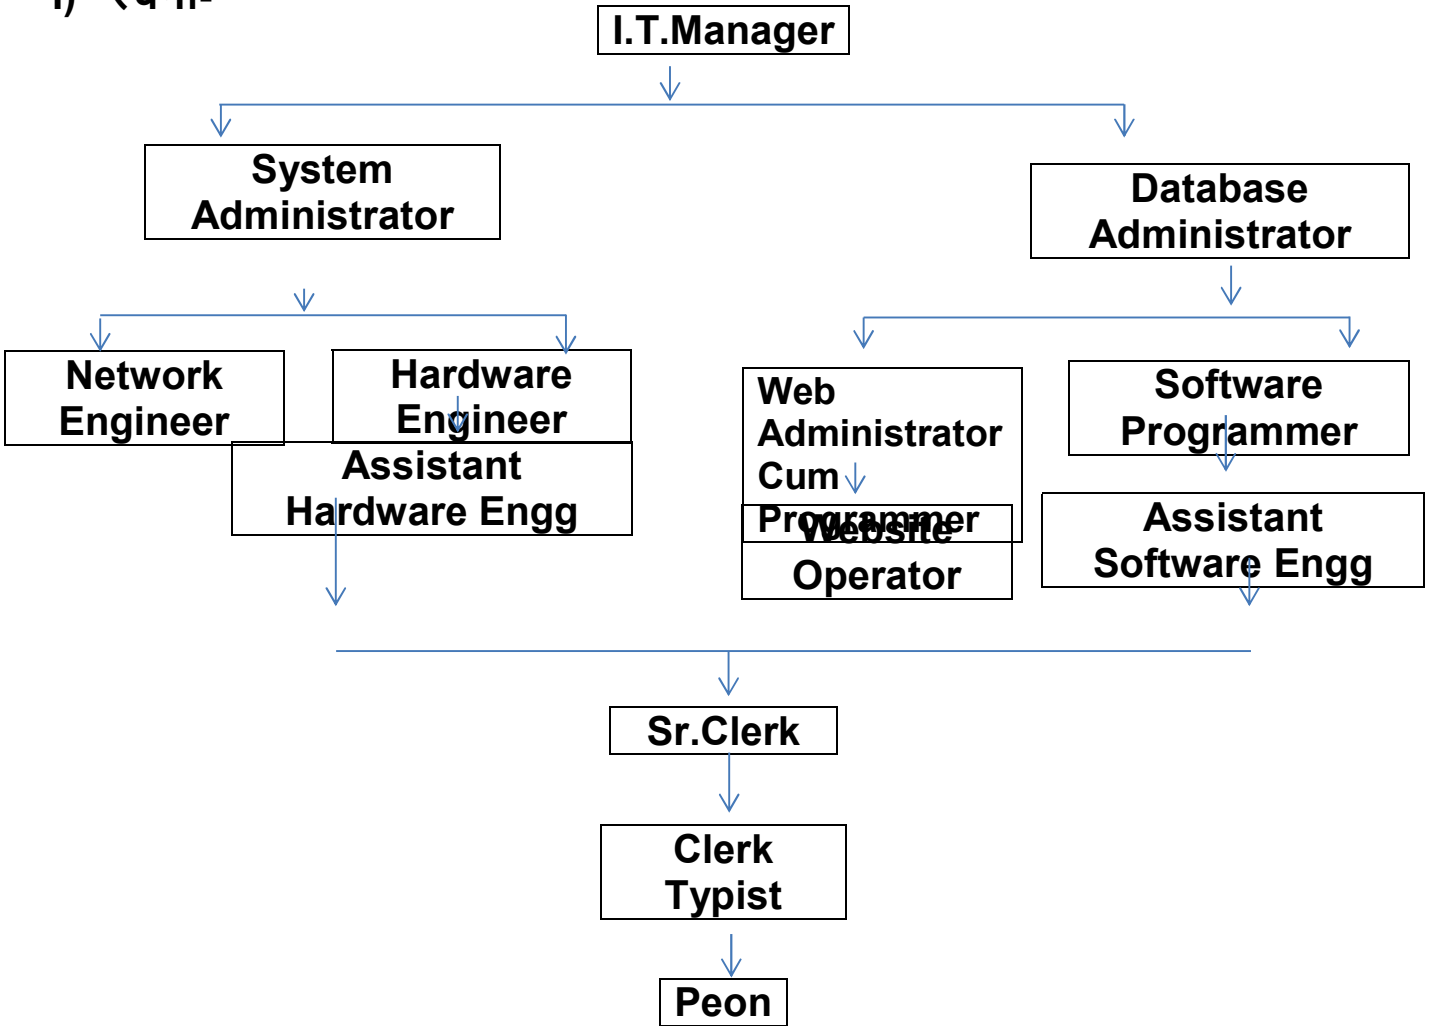 I.T.Manager
System
Administrator
Database
Administrator
Network
Engineer
Hardware
Engineer
Web
Administrator
Cum
Programmer
Software
Programmer
Assistant
Hardware Engg
Website
Operator
Assistant
Software Engg
Sr.Clerk
Clerk
Typist
Peon